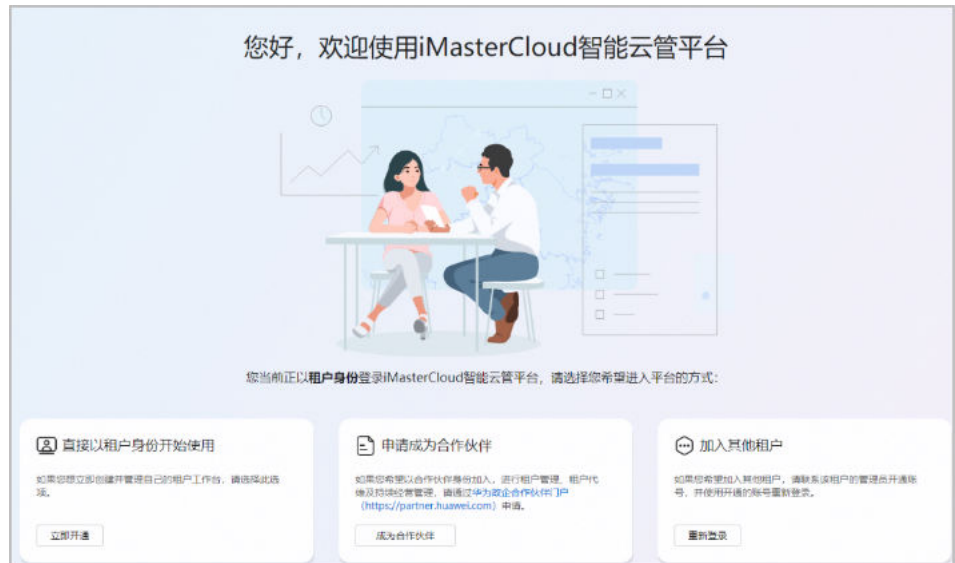 您好，欢迎使用iMasterCloud智能云管平台
您当前正以租户身份登录iMasterCloud智能云管平台，请选择您希望进入平台的方式：
直接以租户身份开始使用
如果您想立即创建并管理自己的租户工作台，请选择此选
项。
立即开通
申请成为合作伙伴
如果您希望以合作伙伴身份加入，进行租户管理、租户代
维及持续经营管理，请通过华为政企合作伙伴门户
（https://partner.huawei.com）申请。
成为合作伙伴
加入其他租户
如果您希望加入其他租户，请联系该租户的管理员开通账
号，并使用开通的账号重新登录。
重新登录